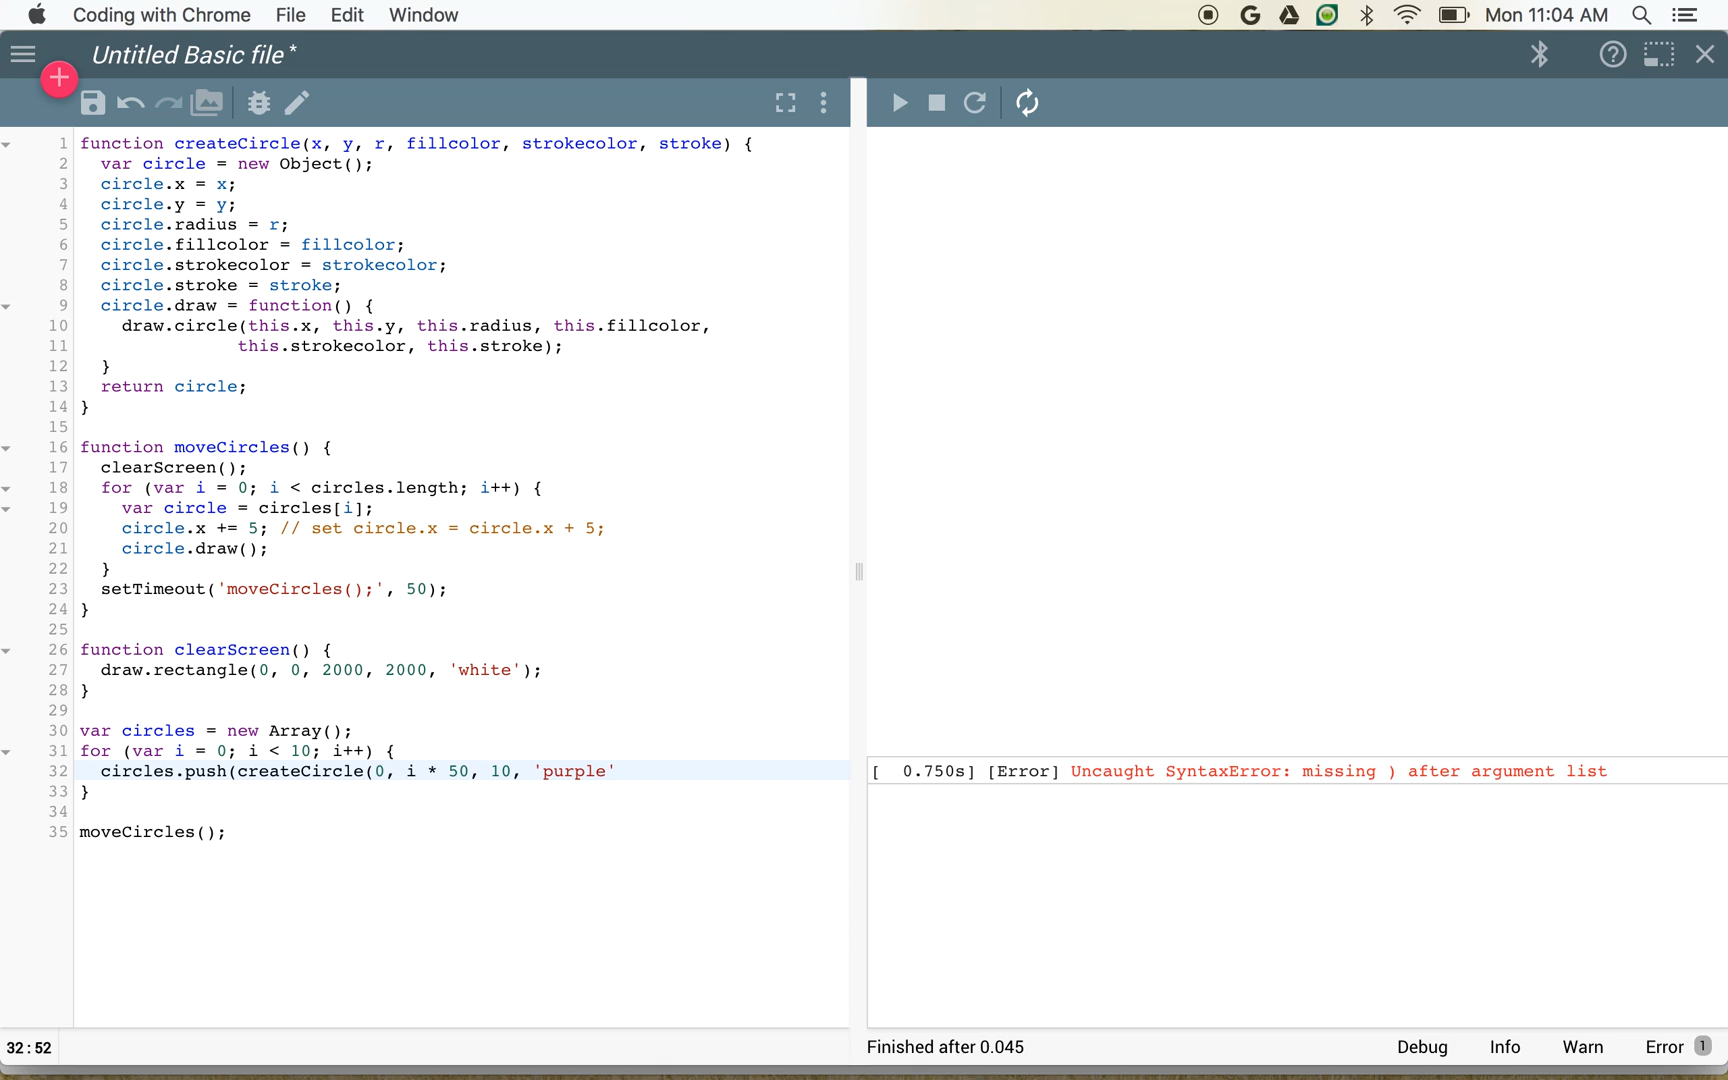 Coding with Chrome File Edit Window Mon 11:04 AM
Untitled Basic file*
1 function createCircle(x, y, r, fillcolor, strokecolor, stroke) {
2 var circle = new Object();
3 circle.x = x;
4 circle.y = y;
5 circle.radius = r;
6 circle.fillcolor = fillcolor;
7 circle.strokecolor = strokecolor;
8 circle.stroke = stroke;
9 circle.draw = function() {
10 draw.circle(this.x, this.y, this.radius, this.fillcolor,
11 this.strokecolor, this.stroke);
12 }
13 return circle;
14 }
15
16 function moveCircles() {
17 clearScreen();
18 for (var i = 0; i < circles.length; i++) {
19 var circle = circles[i];
20 circle.x += 5; // set circle.x = circle.x + 5;
21 circle.draw();
22 }
23 setTimeout('moveCircles();', 50);
24 }
25
26 function clearScreen() {
27 draw.rectangle(0, 0, 2000, 2000, 'white');
28 }
29
30 var circles = new Array();
31 for (var i = 0; i < 10; i++) {
32 circles.push(createCircle(0, i * 50, 10, 'purple'
33 }
34
35 moveCircles();
[ 0.750s] [Error] Uncaught SyntaxError: missing ) after argument list
32:52
Finished after 0.045 Debug Info Warn Error 1